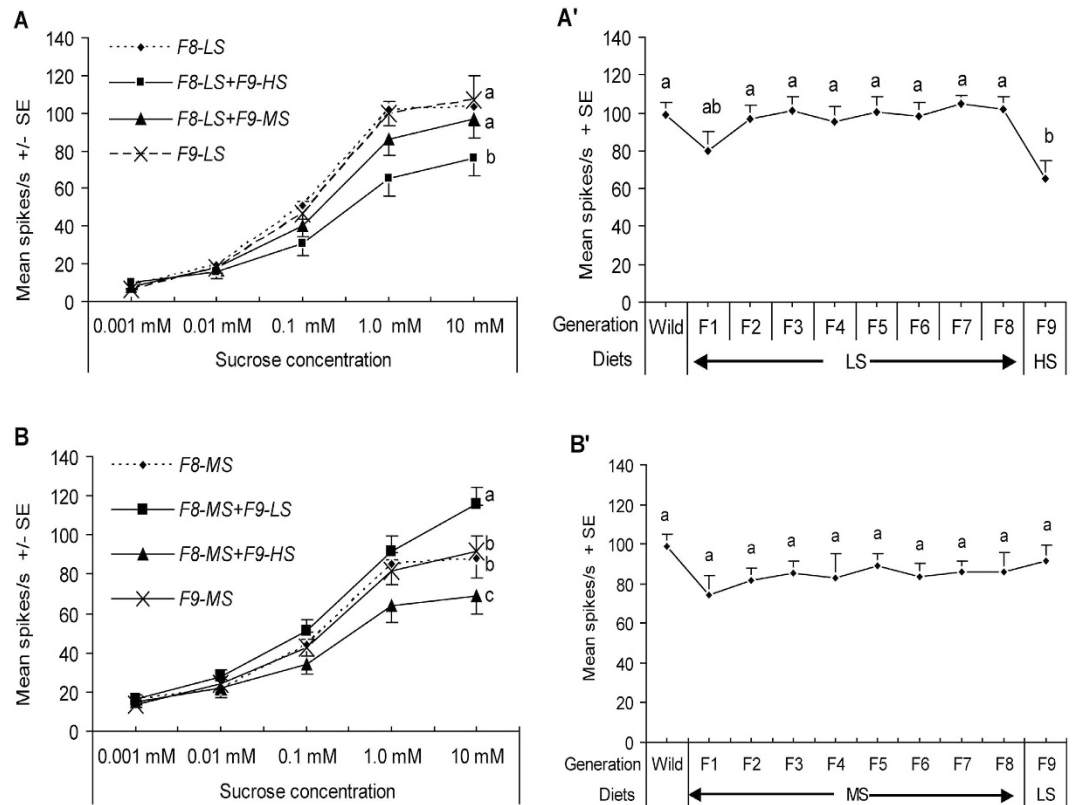 A
Mean spikes/s +/- SE
140
120
100
80
60
40
20
0
F8-LS
F8-LS+F9-HS
F8-LS+F9-MS
F9-LS
a
a
b
0.001 mM 0.01 mM 0.1 mM 1.0 mM 10 mM
Sucrose concentration
A'
Mean spikes/s + SE
140
120
100
80
60
40
20
0
a ab a a a a a a a b
Generation Wild F1 F2 F3 F4 F5 F6 F7 F8 F9
Diets LS HS
B
Mean spikes/s +/- SE
140
120
100
80
60
40
20
0
F8-MS
F8-MS+F9-LS
F8-MS+F9-HS
F9-MS
a
b
b
c
0.001 mM 0.01 mM 0.1 mM 1.0 mM 10 mM
Sucrose concentration
B'
Mean spikes/s + SE
140
120
100
80
60
40
20
0
a a a a a a a a a a
Generation Wild F1 F2 F3 F4 F5 F6 F7 F8 F9
Diets MS LS